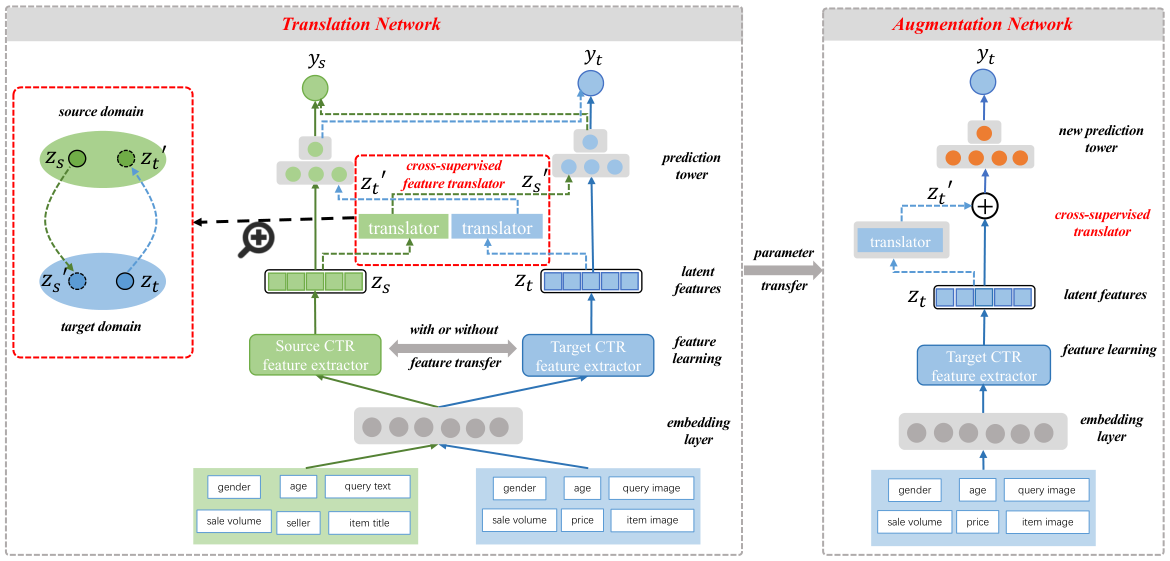 Translation Network
source domain
z_s
z_t'
z_s'
z_t
target domain
y_s
y_t
prediction
tower
cross-supervised
feature translator
z_t'
z_s'
translator
translator
z_s
z_t
latent
features
Source CTR
feature extractor
with or without
feature transfer
Target CTR
feature extractor
feature
learning
embedding
layer
gender
age
query text
sale volume
seller
item title
gender
age
query image
sale volume
price
item image
parameter
transfer
Augmentation Network
y_t
new prediction
tower
z_t'
+
cross-supervised
translator
translator
z_t
latent features
Target CTR
feature extractor
feature learning
embedding
layer
gender
age
query image
sale volume
price
item image